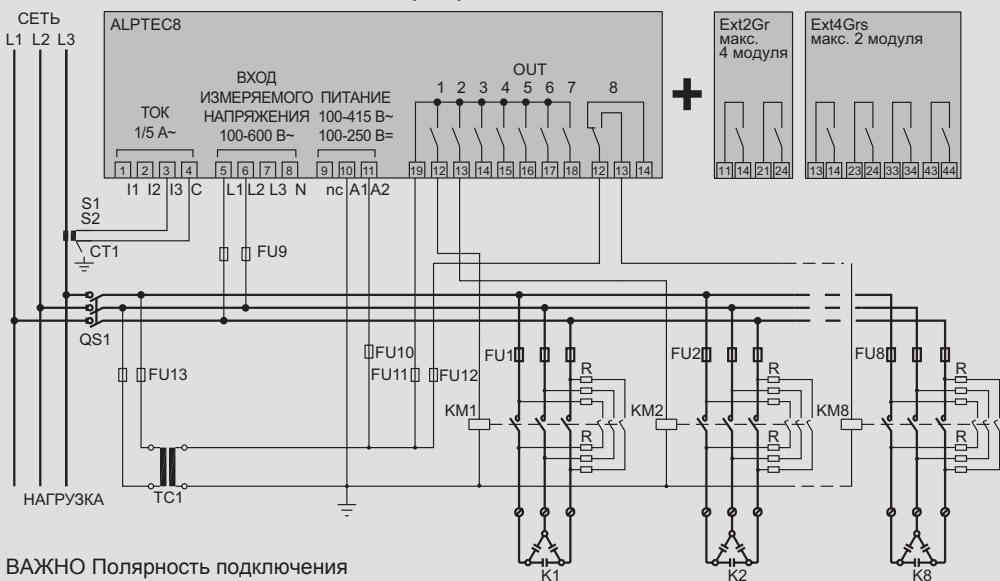 СЕТЬ
L1 L2 L3
ALPTEC8
ТОК
1/5 A~
ВХОД
ИЗМЕРЯЕМОГО
НАПРЯЖЕНИЯ
100-600 В~
ПИТАНИЕ
100-415 В~
100-250 В=
OUT
1 2 3 4 5 6 7 8
Ext2Gr
макс.
4 модуля
Ext4Grs
макс. 2 модуля
+
1 2 3 4 5 6 7 8 9 10 11 19 12 13 14 15 16 17 18 12 13 14
11 14 21 24
13 14 23 24 33 34 43 44
I1 I2 I3 C L1 L2 L3 N nc A1 A2
S1
S2
CT1
FU9
QS1
FU13
FU10
FU11
FU12
FU1
FU2
FU8
R
R
R
KM1
KM2
KM8
R
R
R
TC1
НАГРУЗКА
K1
K2
K8
ВАЖНО Полярность подключения